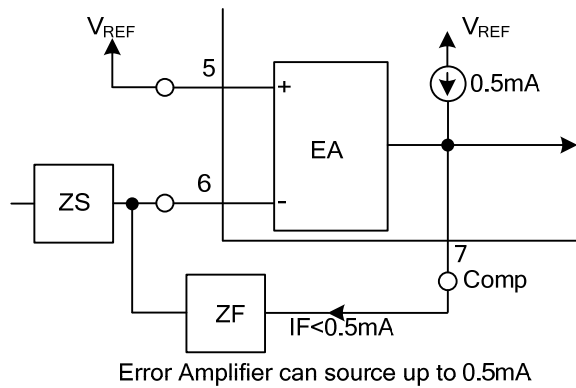 VREF
VREF
5
+
0.5mA
EA
6
-
ZS
7
Comp
ZF
IF<0.5mA
Error Amplifier can source up to 0.5mA